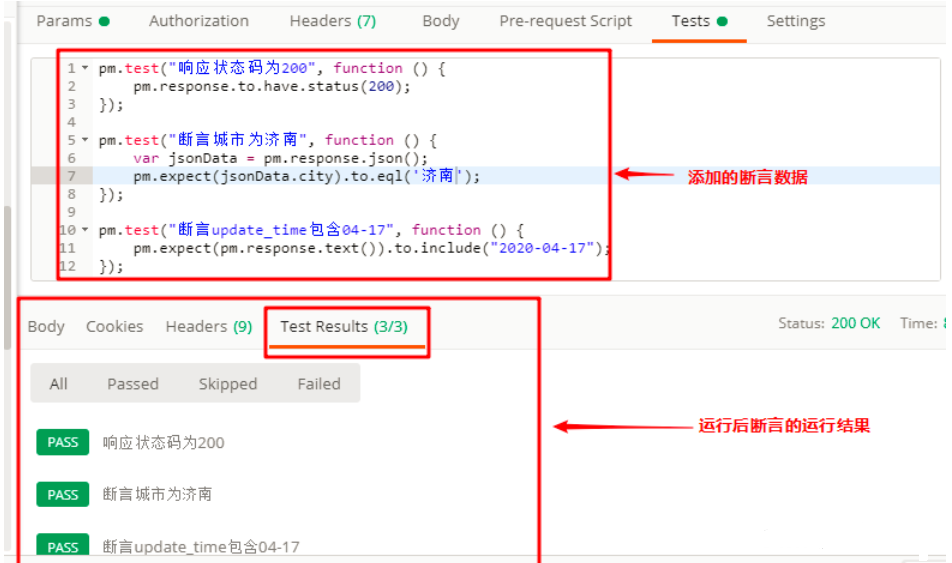 Params Authorization Headers (7) Body Pre-request Script Tests Settings
1 pm.test("响应状态码为200", function () {
2 pm.response.to.have.status(200);
3 });
4
5 pm.test("断言城市为济南", function () {
6 var jsonData = pm.response.json();
7 pm.expect(jsonData.city).to.eql('济南');
添加的断言数据
8 });
9
10 pm.test("断言update_time包含04-17", function () {
11 pm.expect(pm.response.text()).to.include("2020-04-17");
12 });
Body Cookies Headers (9) Test Results (3/3) Status: 200 OK Time:
All Passed Skipped Failed
运行后断言的运行结果
PASS 响应状态码为200
PASS 断言城市为济南
PASS 断言update_time包含04-17